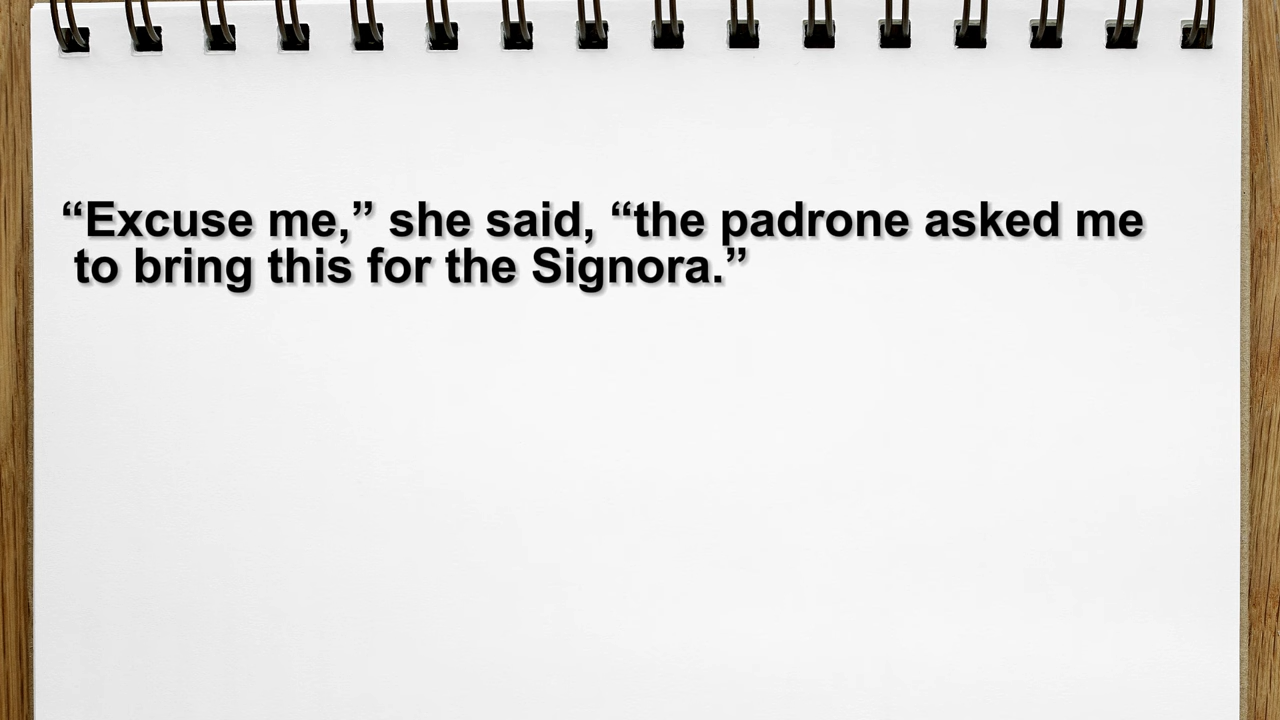 “Excuse me,” she said, “the padrone asked me
to bring this for the Signora.”